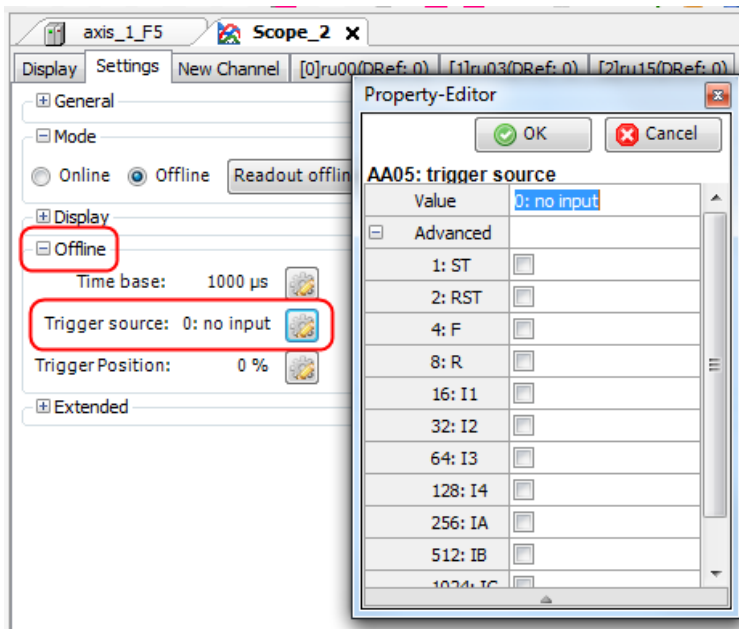 axis_1_F5
Scope_2 x
Display Settings New Channel [0]ru00(DRef: 0) [1]ru03(DRef: 0) [2]ru15(DRef: 0)
General
Mode
Online Offline Readout offlin
Display
Offline
Time base: 1000 µs
Trigger source: 0: no input
Trigger Position: 0 %
Extended
Property-Editor
OK Cancel
AA05: trigger source
Value 0: no input
Advanced
1: ST
2: RST
4: F
8: R
16: I1
32: I2
64: I3
128: I4
256: IA
512: IB
1024: IC